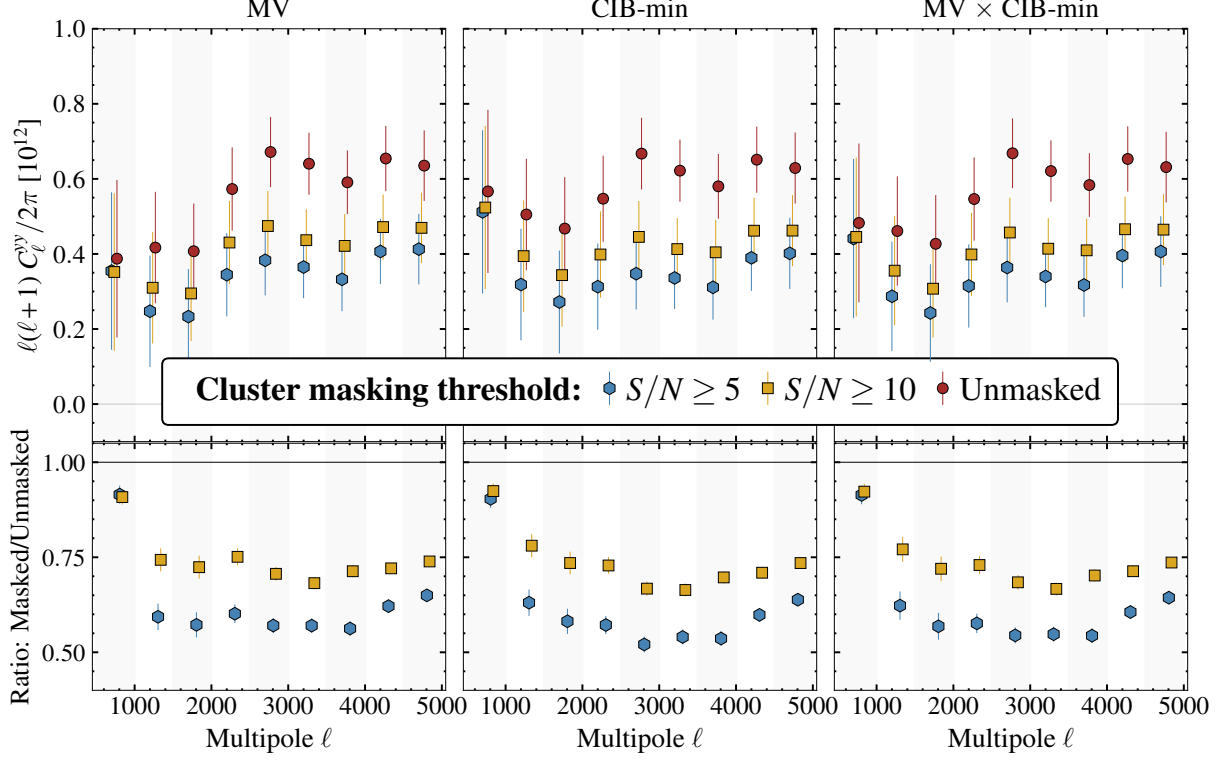 MV CIB-min MV × CIB-min
ℓ(ℓ+1) C_ℓ^{yy}/2π [10^{12}]
1.0
0.8
0.6
0.4
0.2
0.0
Cluster masking threshold: S/N ≥ 5 S/N ≥ 10 Unmasked
Ratio: Masked/Unmasked
1.00
0.75
0.50
1000 2000 3000 4000 5000 1000 2000 3000 4000 5000 1000 2000 3000 4000 5000
Multipole ℓ Multipole ℓ Multipole ℓ